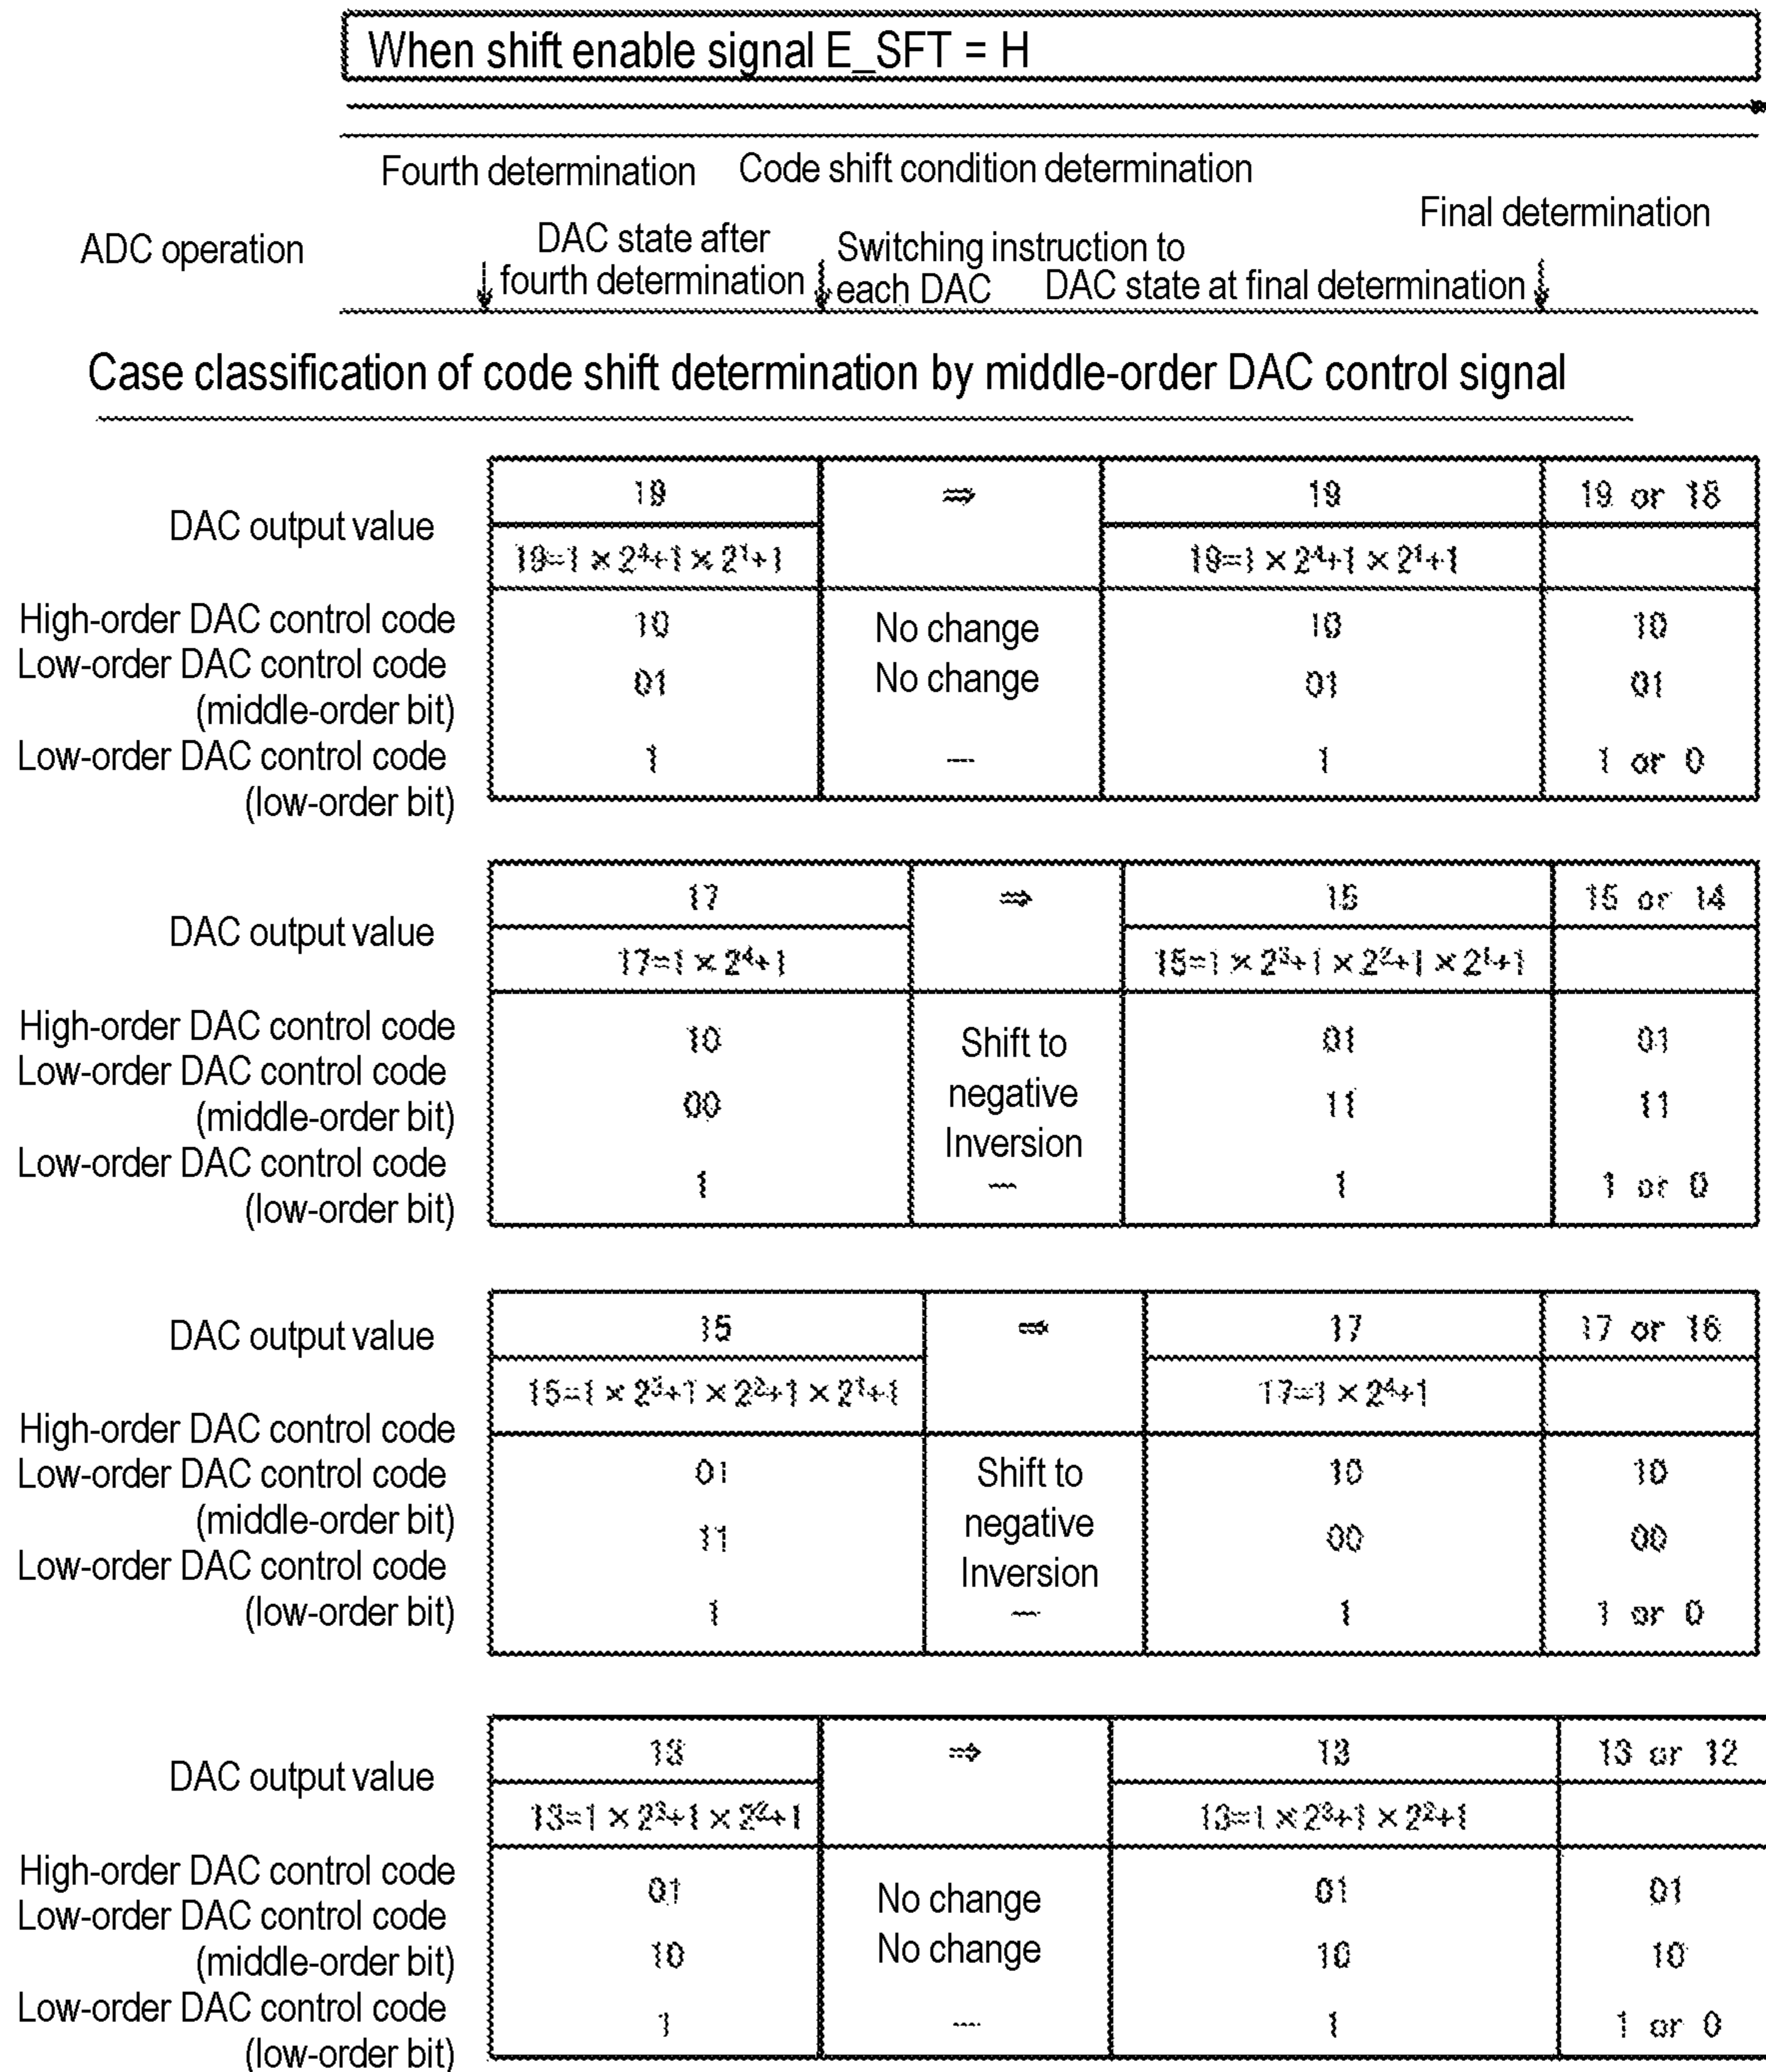 When shift enable signal E_SFT = H
Fourth determination Code shift condition determination
Final determination
ADC operation
DAC state after fourth determination
Switching instruction to each DAC
DAC state at final determination
Case classification of code shift determination by middle-order DAC control signal
DAC output value
19 ⇒ 19 19 or 18
19=1×2⁴+1×2¹+1 19=1×2⁴+1×2¹+1
High-order DAC control code 10 No change 10 10
Low-order DAC control code (middle-order bit) 01 No change 01 01
Low-order DAC control code (low-order bit) 1 — 1 1 or 0
DAC output value
17 ⇒ 15 15 or 14
17=1×2⁴+1 15=1×2³+1×2²+1×2¹+1
High-order DAC control code 10 Shift to negative 01 01
Low-order DAC control code (middle-order bit) 00 Inversion 11 11
Low-order DAC control code (low-order bit) 1 — 1 1 or 0
DAC output value
15 ⇒ 17 17 or 16
15=1×2³+1×2²+1×2¹+1 17=1×2⁴+1
High-order DAC control code 01 Shift to negative 10 10
Low-order DAC control code (middle-order bit) 11 Inversion 00 00
Low-order DAC control code (low-order bit) 1 — 1 1 or 0
DAC output value
13 ⇒ 13 13 or 12
13=1×2³+1×2²+1 13=1×2³+1×2²+1
High-order DAC control code 01 No change 01 01
Low-order DAC control code (middle-order bit) 10 No change 10 10
Low-order DAC control code (low-order bit) 1 — 1 1 or 0